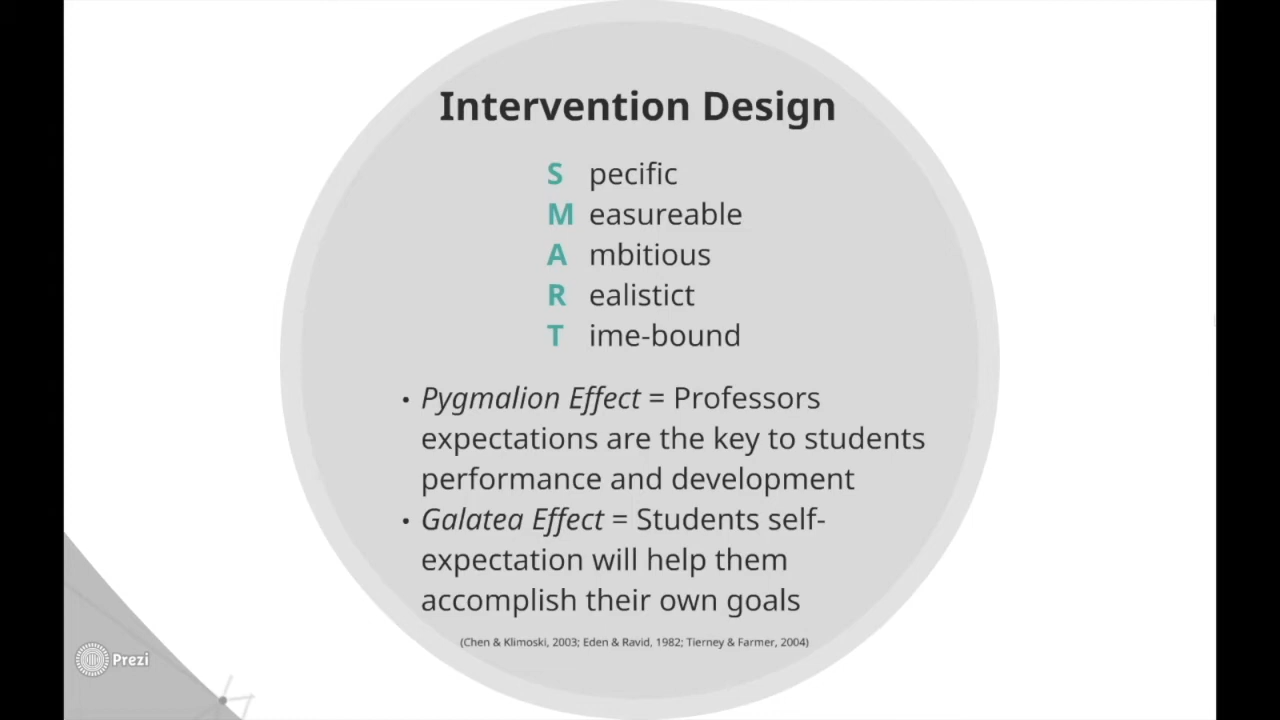 Intervention Design
S pecific
M easureable
A mbitious
R ealistict
T ime-bound
• Pygmalion Effect = Professors
expectations are the key to students
performance and development
• Galatea Effect = Students self-
expectation will help them
accomplish their own goals
(Chen & Klimoski, 2003; Eden & Ravid, 1982; Tierney & Farmer, 2004)
Prezi